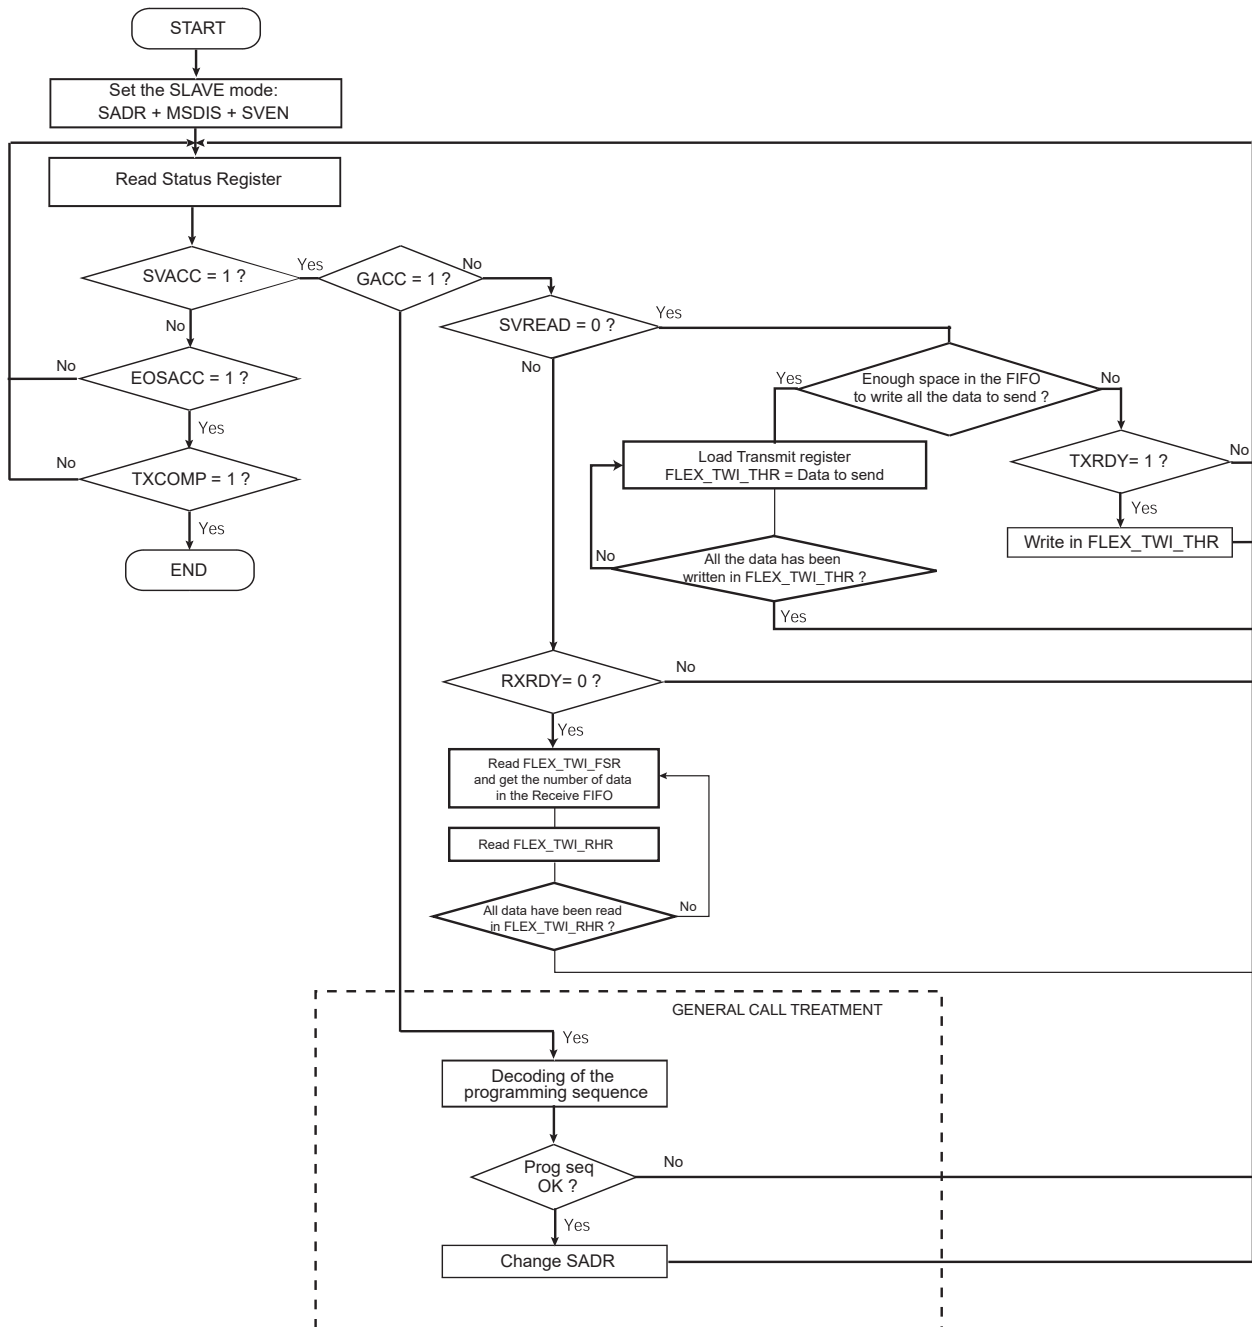 START
Set the SLAVE mode:
SADR + MSDIS + SVEN
Read Status Register
SVACC = 1 ?
Yes
GACC = 1 ?
No
SVREAD = 0 ?
Yes
No
No
EOSACC = 1 ?
No
Yes
Enough space in the FIFO
to write all the data to send ?
Yes
No
TXCOMP = 1 ?
No
Yes
END
Load Transmit register
FLEX_TWI_THR = Data to send
TXRDY= 1 ?
No
Yes
Write in FLEX_TWI_THR
All the data has been
written in FLEX_TWI_THR ?
No
Yes
RXRDY= 0 ?
No
Yes
Read FLEX_TWI_FSR
and get the number of data
in the Receive FIFO
Read FLEX_TWI_RHR
All data have been read
in FLEX_TWI_RHR ?
No
GENERAL CALL TREATMENT
Yes
Decoding of the
programming sequence
Prog seq
OK ?
No
Yes
Change SADR